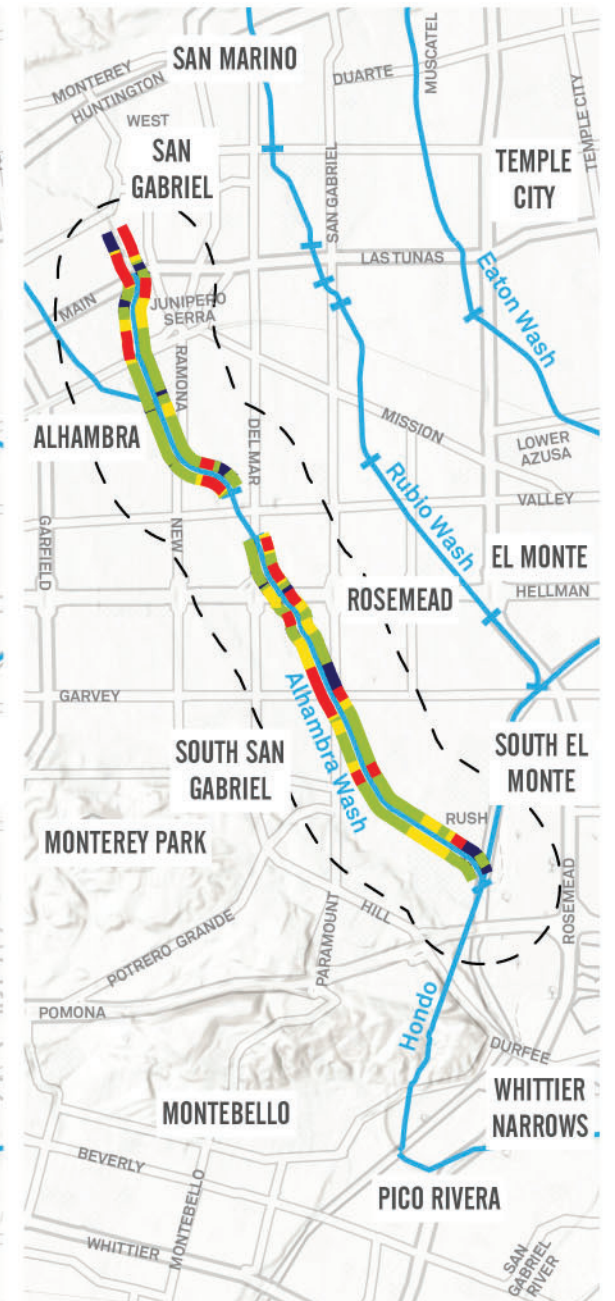 SAN MARINO
MONTEREY
HUNTINGTON
DUARTE
MUSCATEL
TEMPLE CITY
WEST
SAN
GABRIEL
SAN GABRIEL
TEMPLE
CITY
LAS TUNAS
Eaton Wash
MAIN
JUNIPERO
SERRA
RAMONA
ALHAMBRA
DEL MAR
MISSION
LOWER
AZUSA
VALLEY
Rubio Wash
GARFIELD
NEW
EL MONTE
HELLMAN
ROSEMEAD
GARVEY
Alhambra Wash
SOUTH SAN
GABRIEL
SOUTH EL
MONTE
RUSH
MONTEREY PARK
ROSEMEAD
HILL
PARAMOUNT
POTRERO GRANDE
POMONA
Hondo
DURFEE
WHITTIER
NARROWS
MONTEBELLO
BEVERLY
MONTEBELLO
PICO RIVERA
WHITTIER
SAN
GABRIEL
RIVER